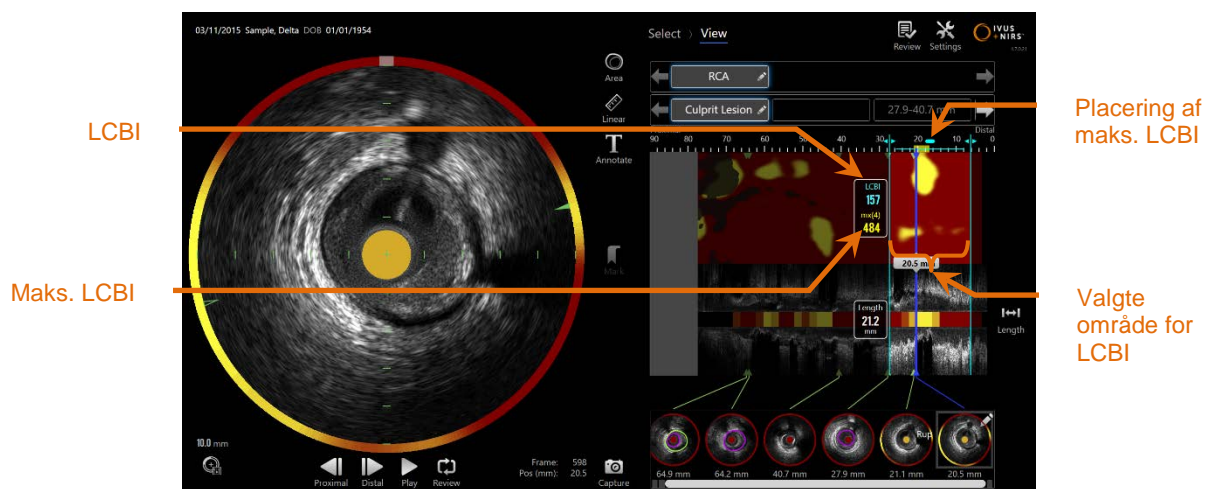 03/11/2015 Sample, Delta DOB 01/01/1954
Select > View
Review
Settings
IVUS
+NIRS
Area
Linear
T
Annotate
Mark
RCA
Culprit Lesion
27.9-40.7 mm
Proximal
Distal
90 80 70 60 50 40 30 20 10 0
LCBI
Placering af
maks. LCBI
LCBI
157
mx(4)
484
Maks. LCBI
20.5 mm
Valgte
område for
LCBI
Length
21.2
mm
Length
Rup
64.9 mm
64.2 mm
40.7 mm
27.9 mm
21.1 mm
20.5 mm
10.0 mm
Proximal
Distal
Play
Review
Frame: 598
Pos (mm): 20.5
Capture